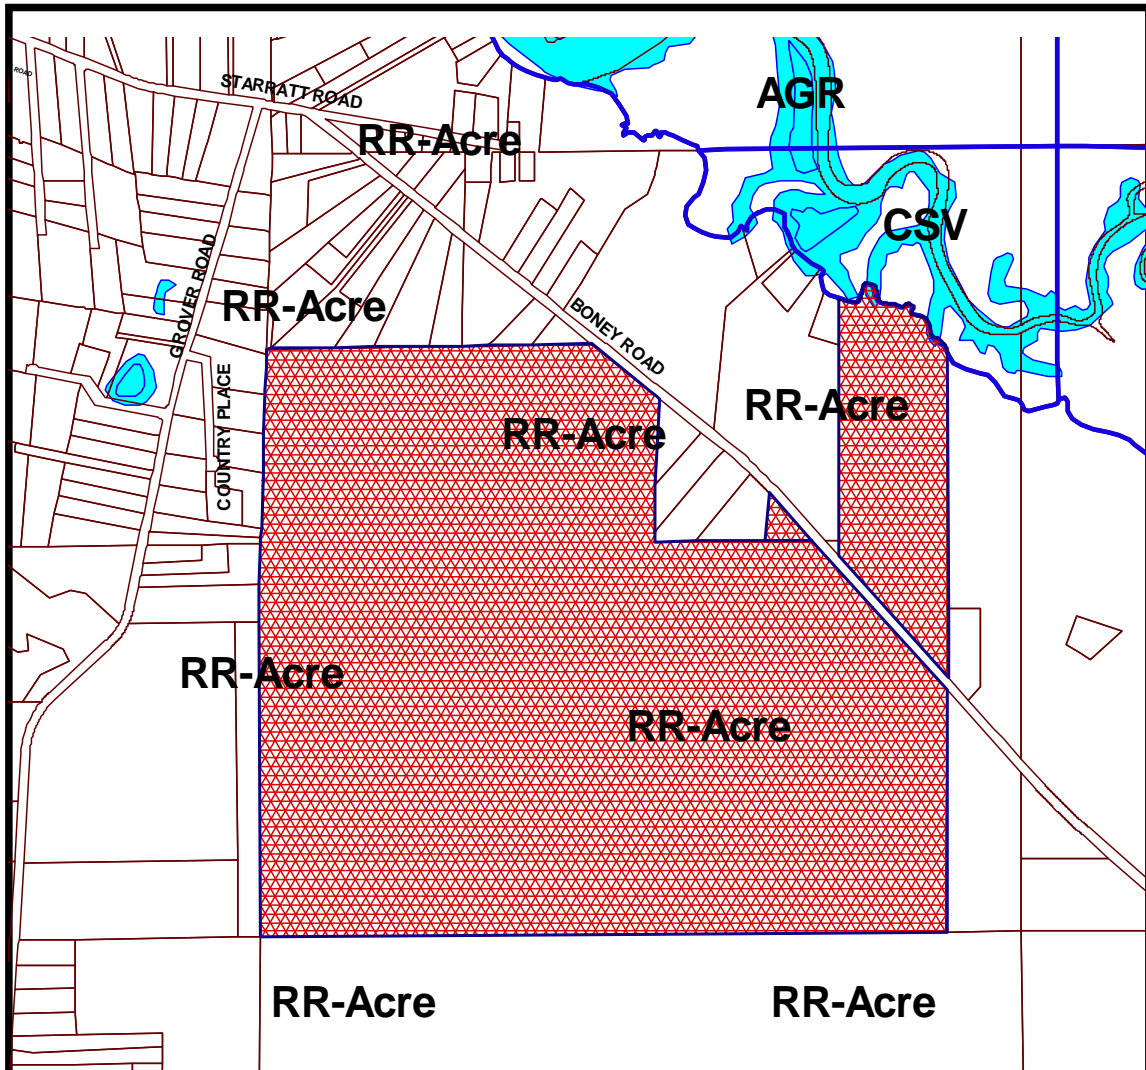 ROAD
STARRATT ROAD
AGR
RR-Acre
CSV
GROVER ROAD
RR-Acre
BONEY ROAD
COUNTRY PLACE
RR-Acre
RR-Acre
RR-Acre
RR-Acre
RR-Acre
RR-Acre